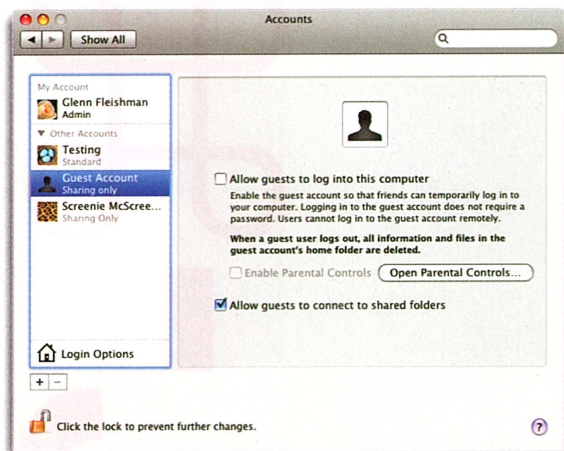 Accounts
Show All
My Account
Glenn Fleishman
Admin
Other Accounts
Testing
Standard
Guest Account
Sharing only
Screenie McScree...
Sharing Only
Login Options
+ −
Allow guests to log into this computer
Enable the guest account so that friends can temporarily log in to
your computer. Logging in to the guest account does not require a
password. Users cannot log in to the guest account remotely.
When a guest user logs out, all information and files in the
guest account's home folder are deleted.
Enable Parental Controls
Open Parental Controls...
Allow guests to connect to shared folders
Click the lock to prevent further changes.
?